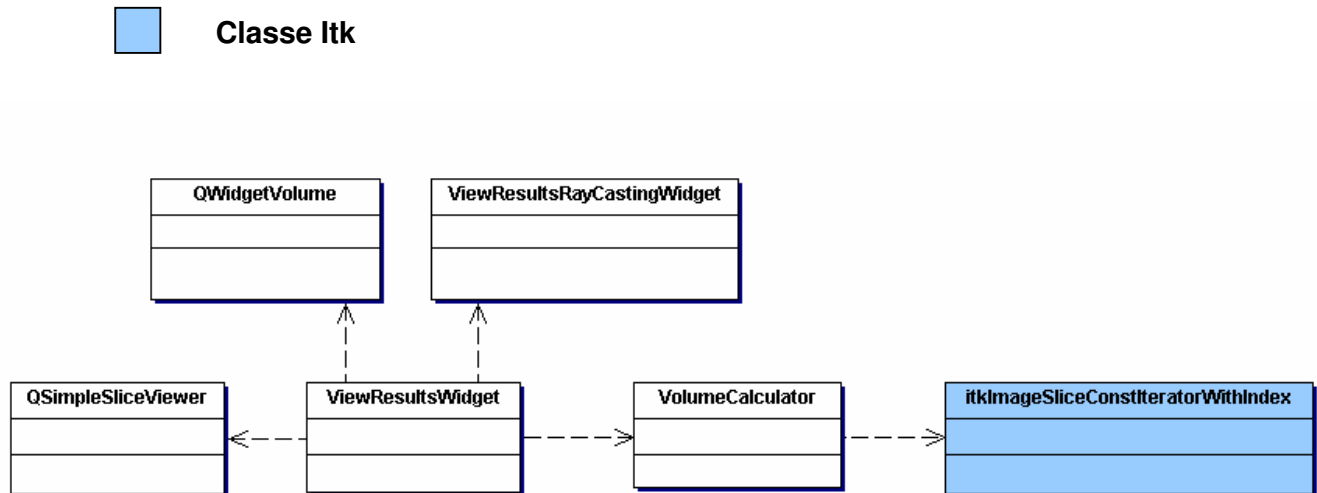 Classe Itk
QWidgetVolume
ViewResultsRayCastingWidget
QSimpleSliceViewer
ViewResultsWidget
VolumeCalculator
itkImageSliceConstIteratorWithIndex